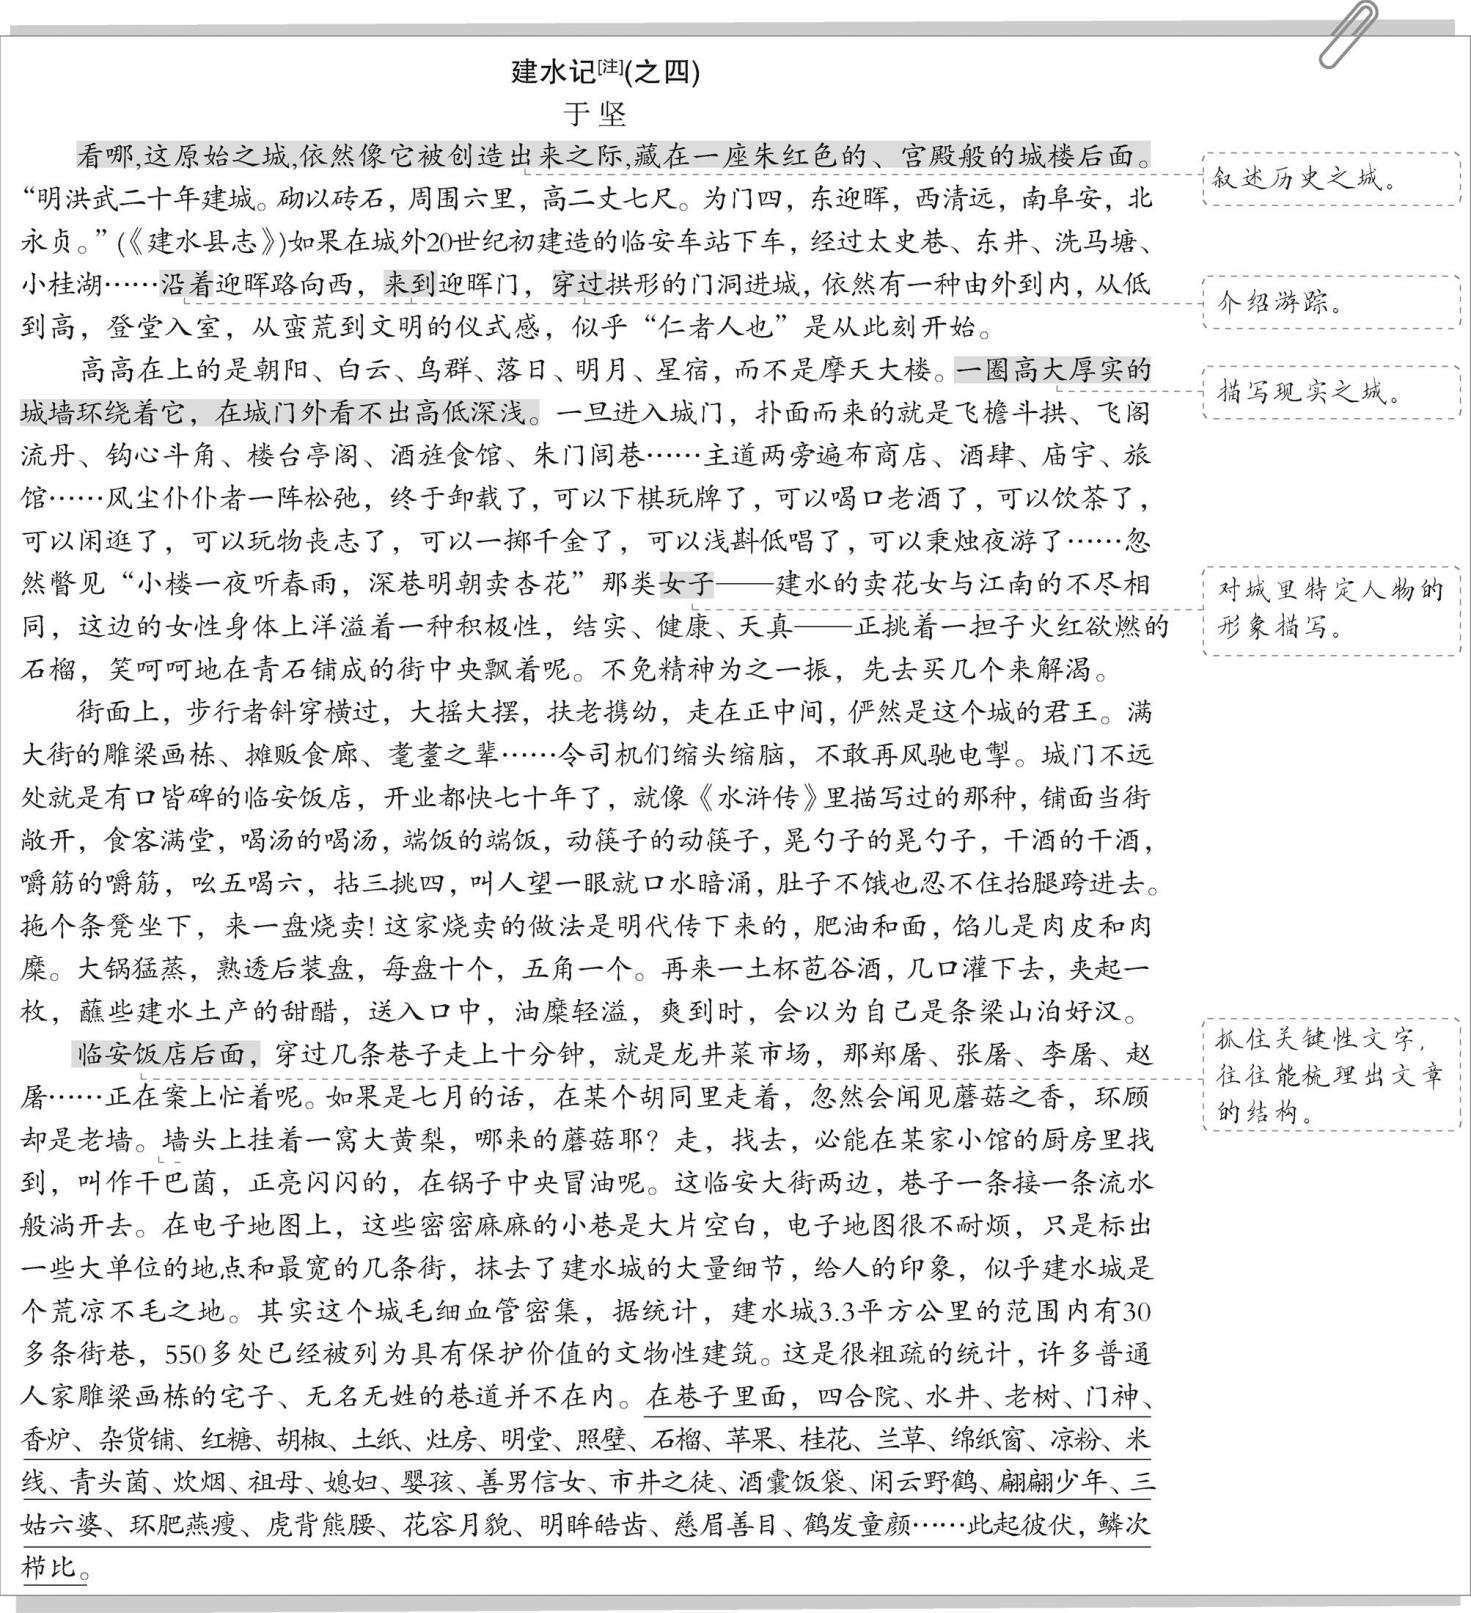 建水记[注](之四)
于 坚
看哪,这原始之城,依然像它被创造出来之际,藏在一座朱红色的、宫殿般的城楼后面。
“明洪武二十年建城。砌以砖石，周围六里，高二丈七尺。为门四，东迎晖，西清远，南阜安，北
永贞。”(《建水县志》)如果在城外20世纪初建造的临安车站下车，经过太史巷、东井、洗马塘、
小桂湖……沿着迎晖路向西，来到迎晖门，穿过拱形的门洞进城，依然有一种由外到内，从低
到高，登堂入室，从蛮荒到文明的仪式感，似乎“仁者人也”是从此刻开始。
高高在上的是朝阳、白云、鸟群、落日、明月、星宿，而不是摩天大楼。一圈高大厚实的
城墙环绕着它，在城门外看不出高低深浅。一旦进入城门，扑面而来的就是飞檐斗拱、飞阁
流丹、钩心斗角、楼台亭阁、酒旌食馆、朱门闾巷……主道两旁遍布商店、酒肆、庙宇、旅
馆……风尘仆仆者一阵松弛，终于卸载了，可以下棋玩牌了，可以喝口老酒了，可以饮茶了，
可以闲逛了，可以玩物丧志了，可以一掷千金了，可以浅斟低唱了，可以秉烛夜游了……忽
然瞥见“小楼一夜听春雨，深巷明朝卖杏花”那类女子——建水的卖花女与江南的不尽相
同，这边的女性身体上洋溢着一种积极性，结实、健康、天真——正挑着一担子火红欲燃的
石榴，笑呵呵地在青石铺成的街中央飘着呢。不免精神为之一振，先去买几个来解渴。
街面上，步行者斜穿横过，大摇大摆，扶老携幼，走在正中间，俨然是这个城的君王。满
大街的雕梁画栋、摊贩食廊、耄耋之辈……令司机们缩头缩脑，不敢再风驰电掣。城门不远
处就是有口皆碑的临安饭店，开业都快七十年了，就像《水浒传》里描写过的那种，铺面当街
敞开，食客满堂，喝汤的喝汤，端饭的端饭，动筷子的动筷子，晃勺子的晃勺子，干酒的干酒，
嚼筋的嚼筋，吆五喝六，拈三挑四，叫人望一眼就口水暗涌，肚子不饿也忍不住抬腿跨进去。
拖个条凳坐下，来一盘烧卖！这家烧卖的做法是明代传下来的，肥油和面，馅儿是肉皮和肉
糜。大锅猛蒸，熟透后装盘，每盘十个，五角一个。再来一土杯苞谷酒，几口灌下去，夹起一
枚，蘸些建水土产的甜醋，送入口中，油糜轻溢，爽到时，会以为自己是条梁山泊好汉。
临安饭店后面，穿过几条巷子走上十分钟，就是龙井菜市场，那郑屠、张屠、李屠、赵
屠……正在案上忙着呢。如果是七月的话，在某个胡同里走着，忽然会闻见蘑菇之香，环顾
却是老墙。墙头上挂着一窝大黄梨，哪来的蘑菇耶？走，找去，必能在某家小馆的厨房里找
到，叫作干巴菌，正亮闪闪的，在锅子中央冒油呢。这临安大街两边，巷子一条接一条流水
般淌开去。在电子地图上，这些密密麻麻的小巷是大片空白，电子地图很不耐烦，只是标出
一些大单位的地点和最宽的几条街，抹去了建水城的大量细节，给人的印象，似乎建水城是
个荒凉不毛之地。其实这个城毛细血管密集，据统计，建水城3.3平方公里的范围内有30
多条街巷，550多处已经被列为具有保护价值的文物性建筑。这是很粗疏的统计，许多普通
人家雕梁画栋的宅子、无名无姓的巷道并不在内。在巷子里面，四合院、水井、老树、门神、
香炉、杂货铺、红糖、胡椒、土纸、灶房、明堂、照壁、石榴、苹果、桂花、兰草、绵纸窗、凉粉、米
线、青头菌、炊烟、祖母、媳妇、婴孩、善男信女、市井之徒、酒囊饭袋、闲云野鹤、翩翩少年、三
姑六婆、环肥燕瘦、虎背熊腰、花容月貌、明眸皓齿、慈眉善目、鹤发童颜……此起彼伏，鳞次
栉比。
叙述历史之城。
介绍游踪。
描写现实之城。
对城里特定人物的
形象描写。
抓住关键性文字，
往往能梳理出文章
的结构。